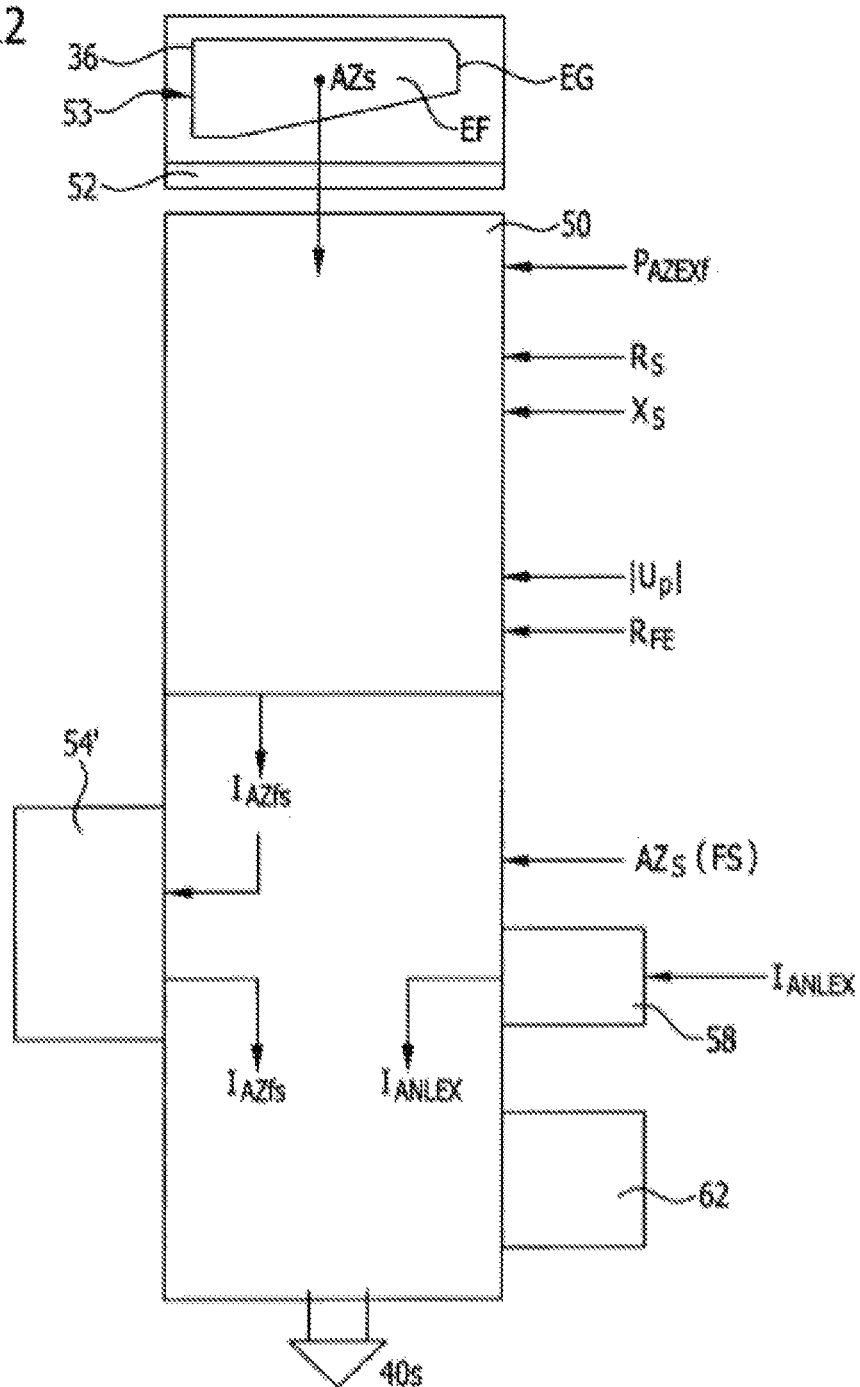 .2
36
AZs
EG
53
EF
52
50
PAZEXf
RS
XS
|Up|
RFE
54'
IAZfs
AZS (FS)
IANLEX
58
IAZfs
IANLEX
62
40s